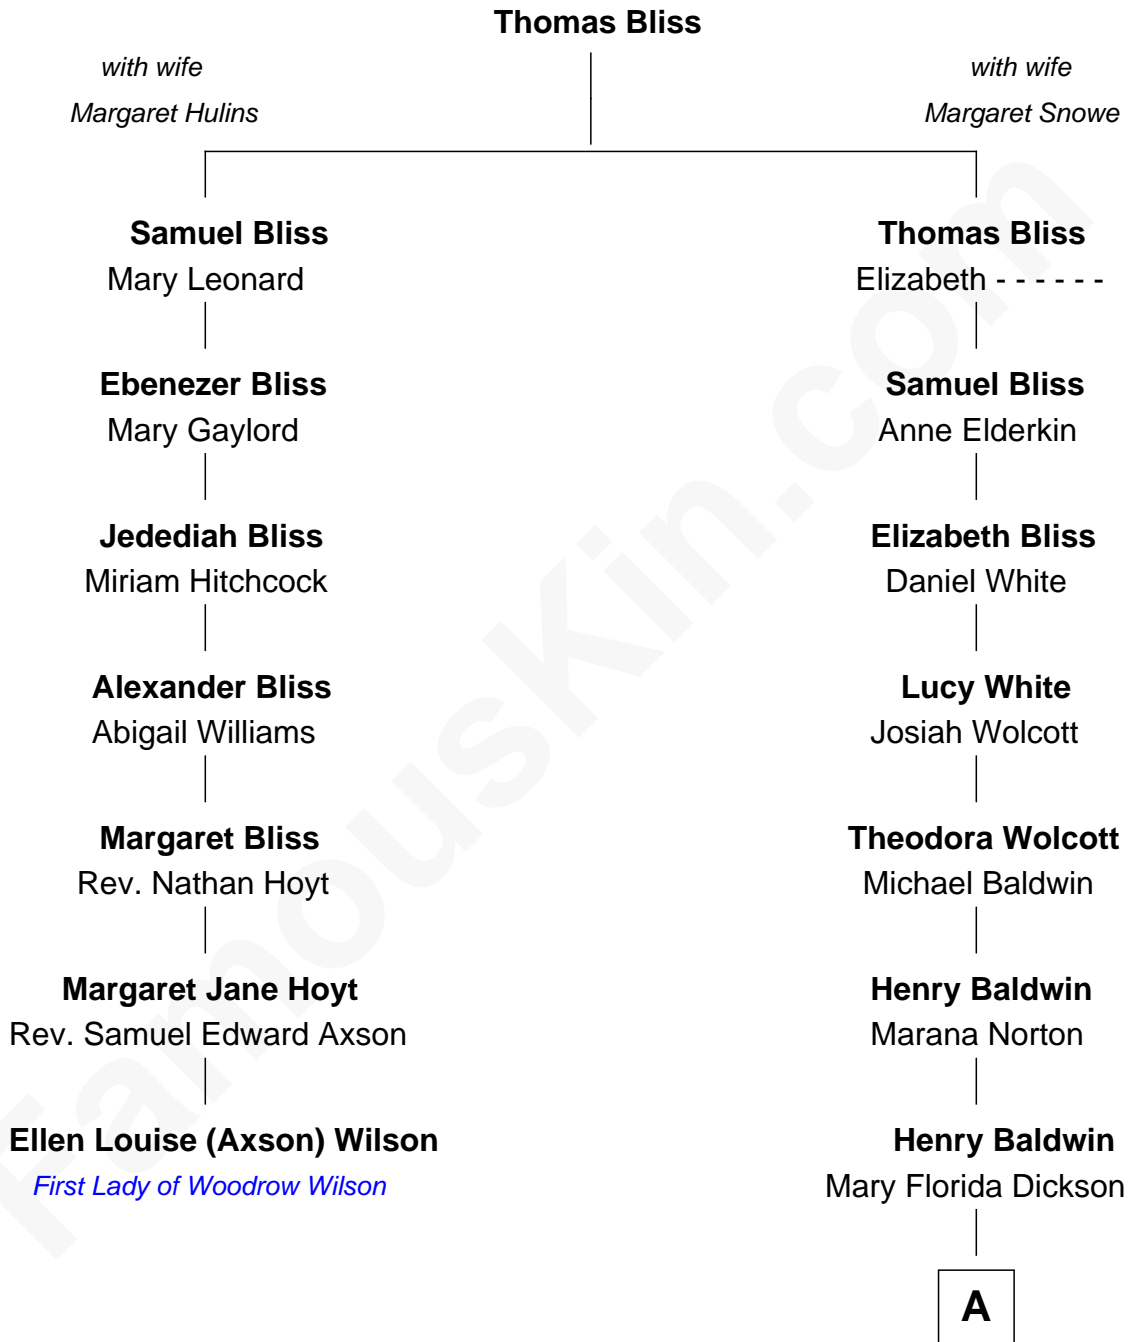 Thomas Bliss
with wife
Margaret Hulins
with wife
Margaret Snowe
Samuel Bliss
Mary Leonard
Thomas Bliss
Elizabeth - - - - - -
Ebenezer Bliss
Mary Gaylord
Samuel Bliss
Anne Elderkin
Jedediah Bliss
Miriam Hitchcock
Elizabeth Bliss
Daniel White
Alexander Bliss
Abigail Williams
Lucy White
Josiah Wolcott
Margaret Bliss
Rev. Nathan Hoyt
Theodora Wolcott
Michael Baldwin
Margaret Jane Hoyt
Rev. Samuel Edward Axson
Henry Baldwin
Marana Norton
Ellen Louise (Axson) Wilson
First Lady of Woodrow Wilson
Henry Baldwin
Mary Florida Dickson
A
FamousKin.com